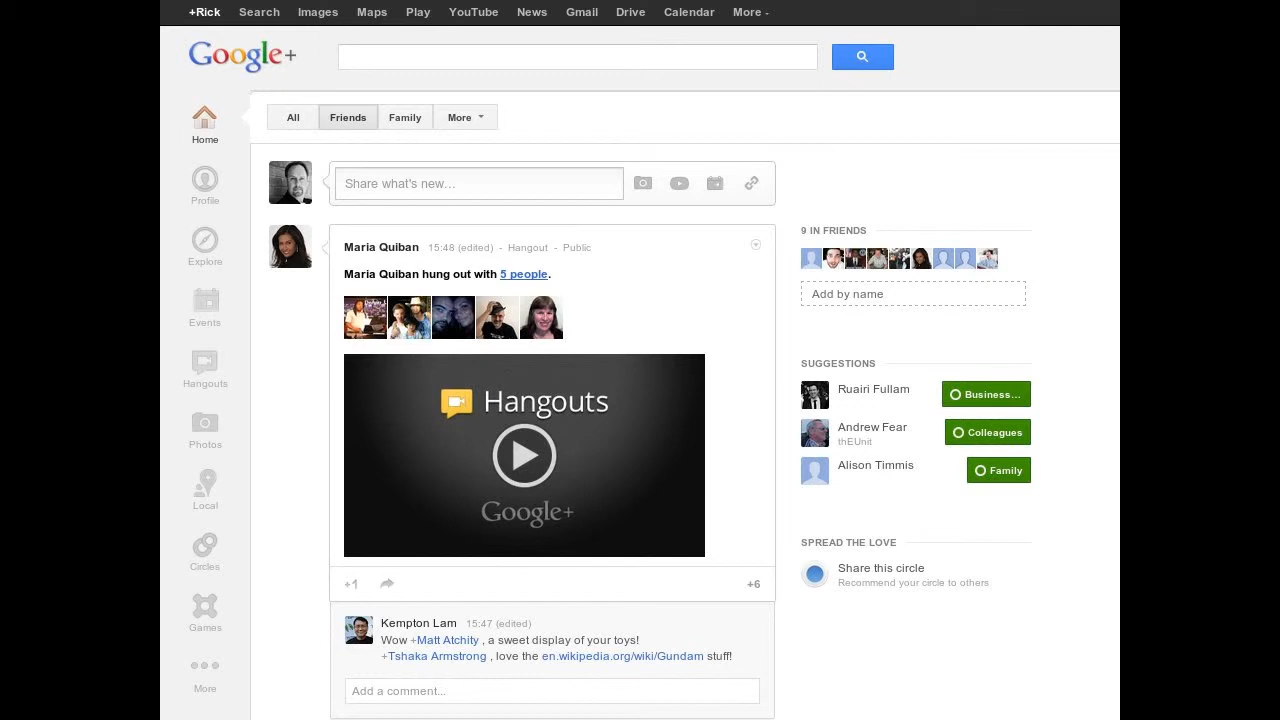 +Rick Search Images Maps Play YouTube News Gmail Drive Calendar More
Google+
Home
Profile
Explore
Events
Hangouts
Photos
Local
Circles
Games
More
All Friends Family More
Share what's new...
Maria Quiban 15:48 (edited) - Hangout - Public
Maria Quiban hung out with 5 people.
Hangouts
Google+
+1 +6
Kempton Lam 15:47 (edited)
Wow +Matt Atchity , a sweet display of your toys!
+Tshaka Armstrong , love the en.wikipedia.org/wiki/Gundam stuff!
Add a comment...
9 IN FRIENDS
Add by name
SUGGESTIONS
Ruairi Fullam Business...
Andrew Fear Colleagues
thEUnit
Alison Timmis Family
SPREAD THE LOVE
Share this circle
Recommend your circle to others